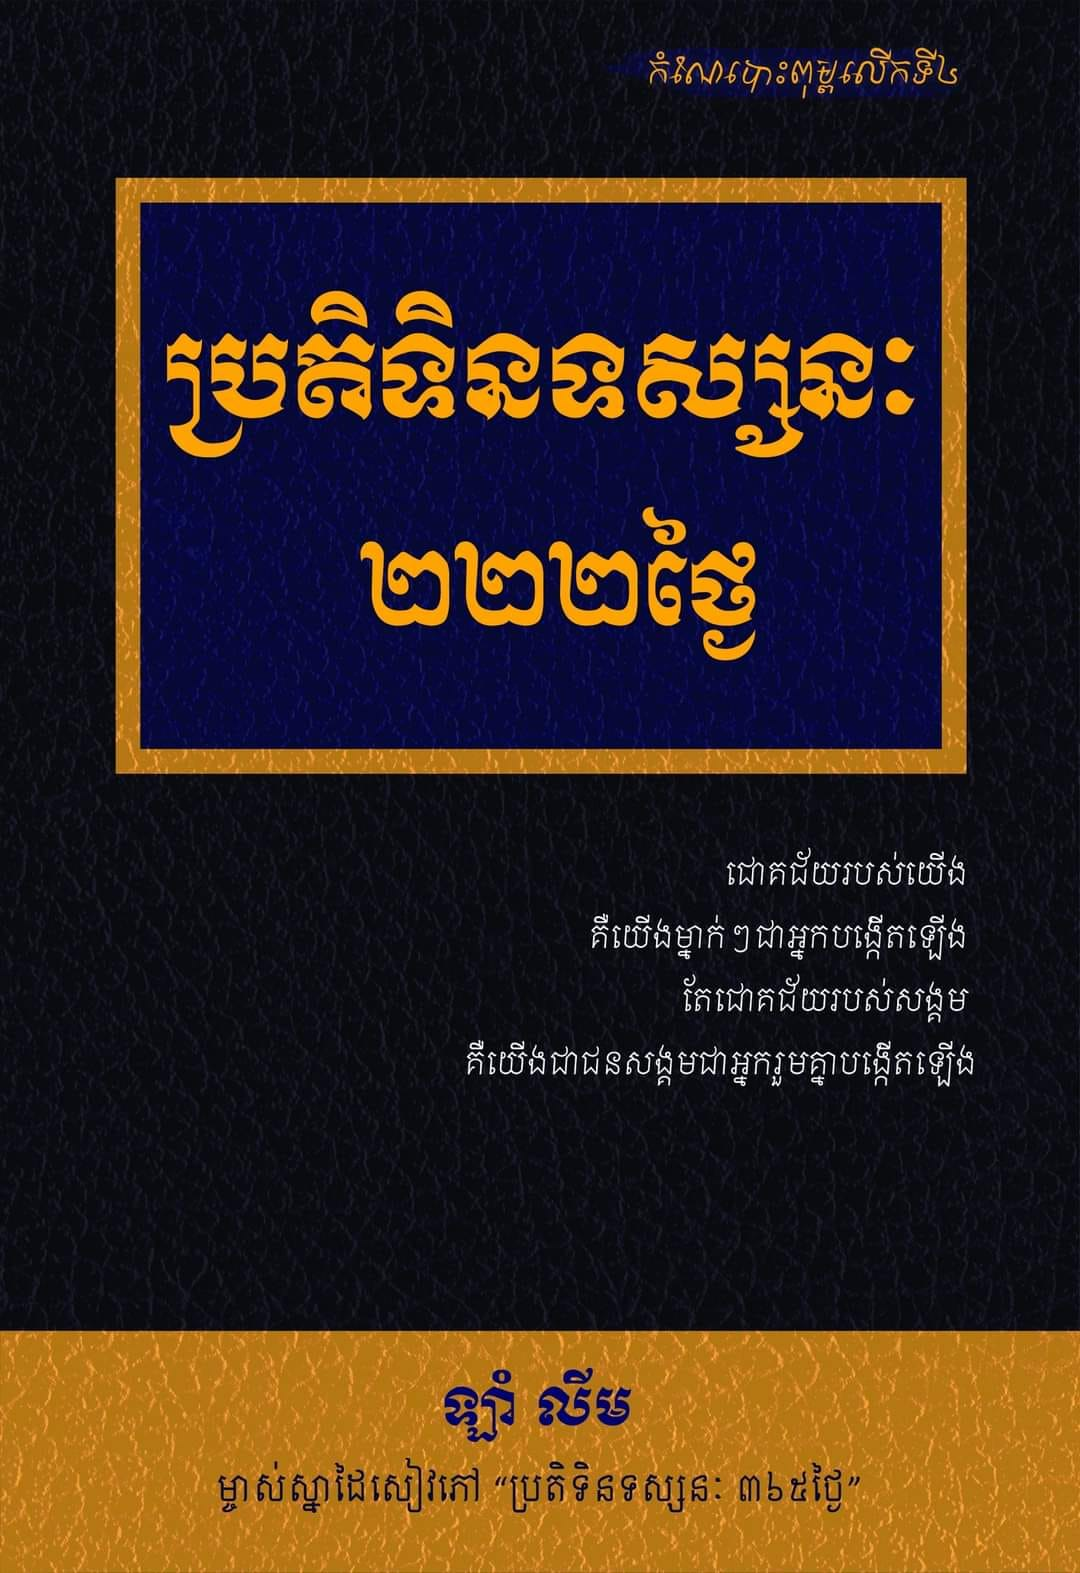 កំណែបោះពុម្ពលើកទី៤
ប្រតិទិនទស្សនៈ
២២២ថ្ងៃ
ជោគជ័យរបស់យើង
គឺយើងម្នាក់ៗជាអ្នកបង្កើតឡើង
តែជោគជ័យរបស់សង្គម
គឺយើងជាជនសង្គមជាអ្នករួមគ្នាបង្កើតឡើង
ឡាំ លីម
ម្ចាស់ស្នាដៃសៀវភៅ “ប្រតិទិនទស្សនៈ ៣៦៥ថ្ងៃ”